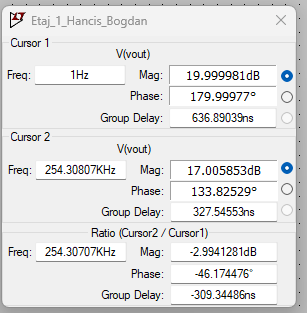 Etaj_1_Hancis_Bogdan
Cursor 1
V(vout)
Freq: 1Hz Mag: 19.999981dB
Phase: 179.99977°
Group Delay: 636.89039ns
Cursor 2
V(vout)
Freq: 254.30807KHz Mag: 17.005853dB
Phase: 133.82529°
Group Delay: 327.54553ns
Ratio (Cursor2 / Cursor1)
Freq: 254.30707KHz Mag: -2.9941281dB
Phase: -46.174476°
Group Delay: -309.34486ns